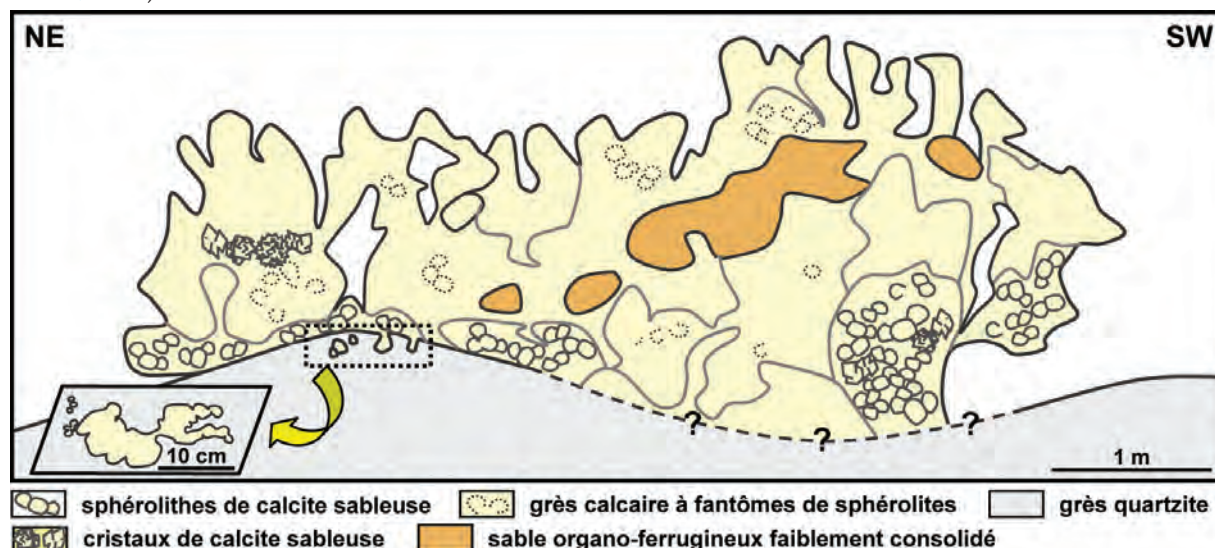 NE SW
? ? ?
10 cm
1 m
sphérolithes de calcite sableuse grès calcaire à fantômes de sphérolites grès quartzite
cristaux de calcite sableuse sable organo-ferrugineux faiblement consolidé